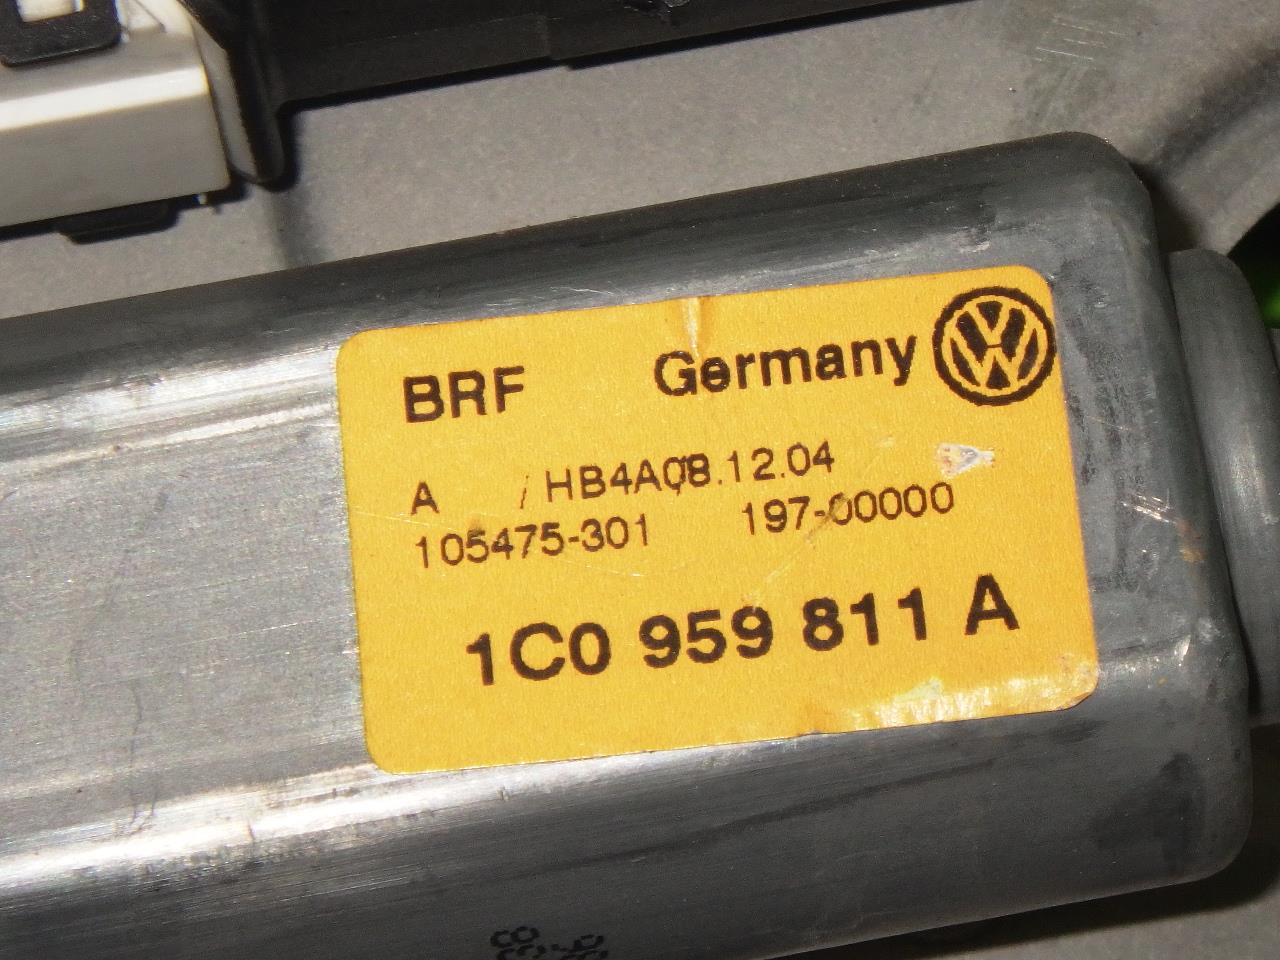 BRF Germany
A / HB4A08.12.04
105475-301 197-00000
1C0 959 811 A